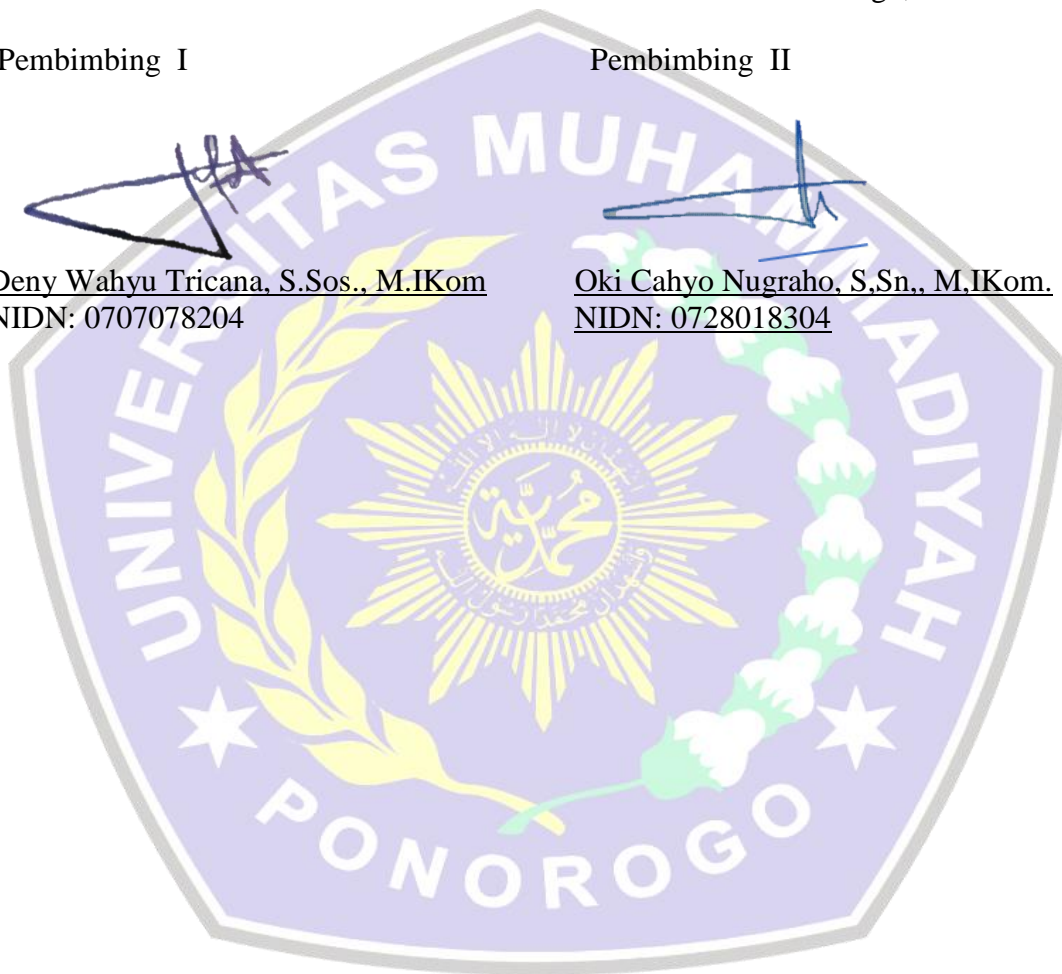 Pembimbing I
Pembimbing II
Deny Wahyu Tricana, S.Sos., M.IKom
NIDN: 0707078204
Oki Cahyo Nugraho, S,Sn,, M,IKom.
NIDN: 0728018304
UNIVERSITAS MUHAMMADIYAH
محمدية
PONOROGO